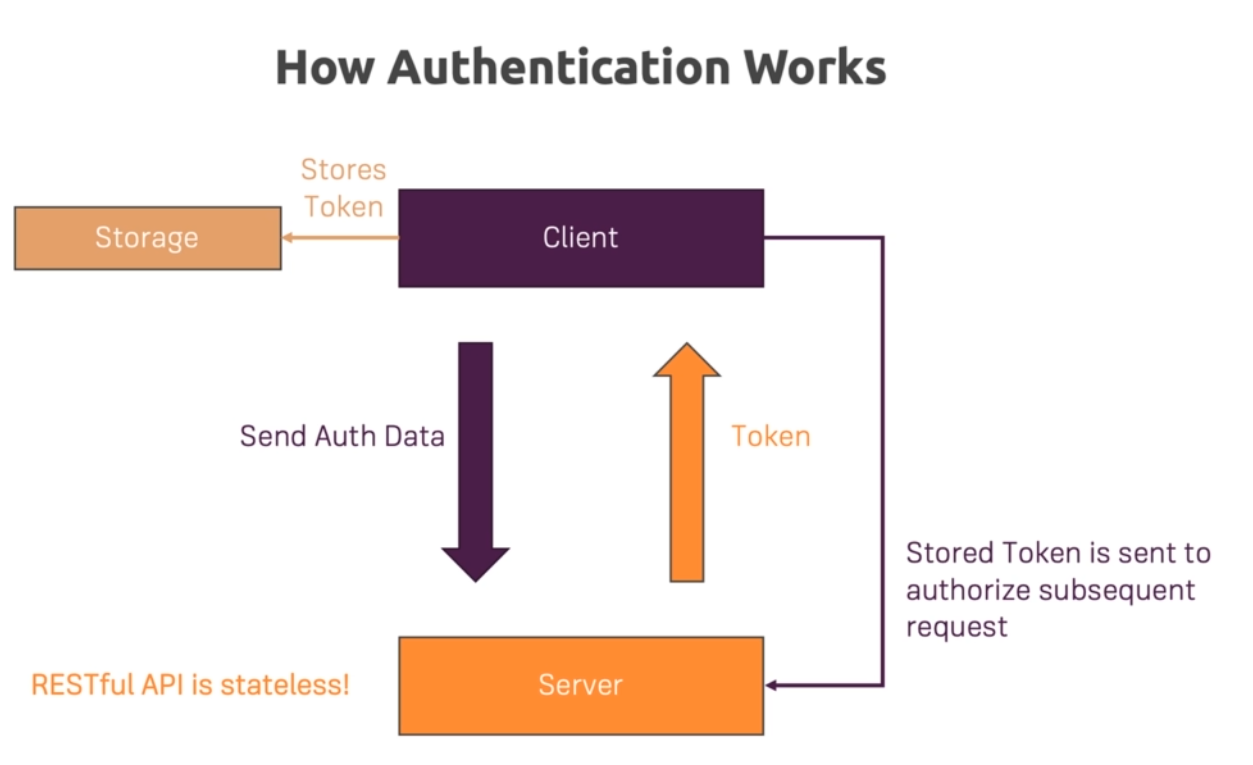 How Authentication Works
Stores
Token
Storage
Client
Send Auth Data
Token
Stored Token is sent to
authorize subsequent
request
RESTful API is stateless!
Server